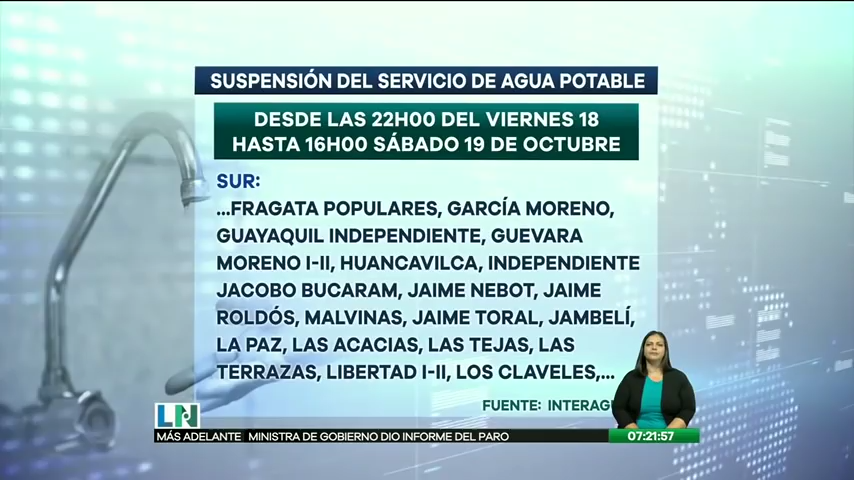 SUSPENSIÓN DEL SERVICIO DE AGUA POTABLE
DESDE LAS 22H00 DEL VIERNES 18
HASTA 16H00 SÁBADO 19 DE OCTUBRE
SUR:
...FRAGATA POPULARES, GARCÍA MORENO,
GUAYAQUIL INDEPENDIENTE, GUEVARA
MORENO I-II, HUANCAVILCA, INDEPENDIENTE
JACOBO BUCARAM, JAIME NEBOT, JAIME
ROLDÓS, MALVINAS, JAIME TORAL, JAMBELÍ,
LA PAZ, LAS ACACIAS, LAS TEJAS, LAS
TERRAZAS, LIBERTAD I-II, LOS CLAVELES,...
FUENTE:
LN
MÁS ADELANTE MINISTRA DE GOBIERNO DIO INFORME DEL PARO
07:21:57